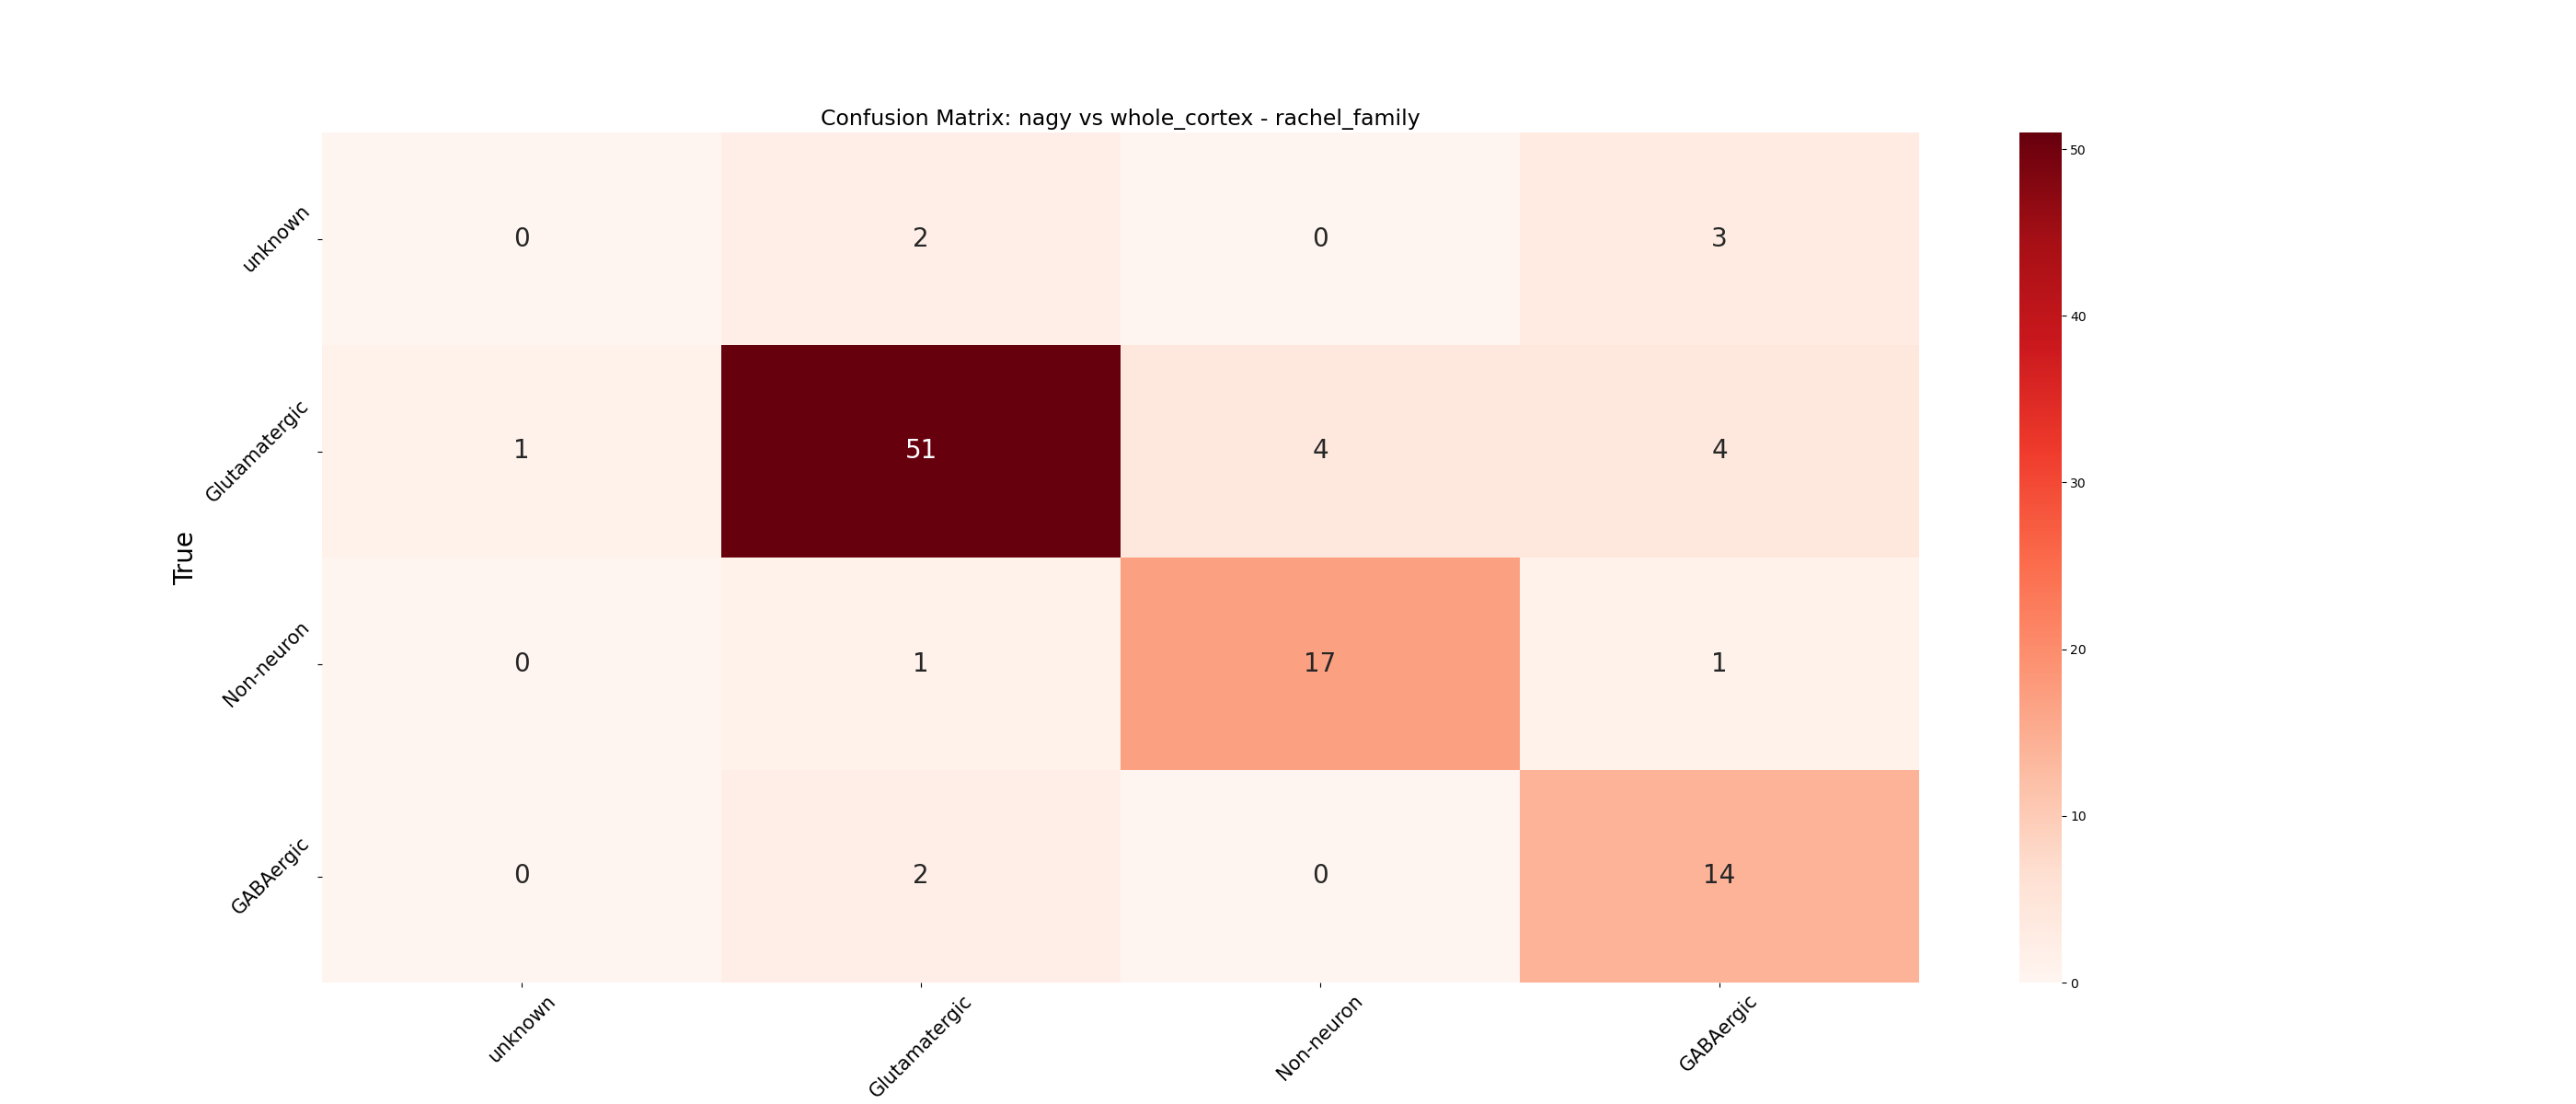 Confusion Matrix: nagy vs whole_cortex - rachel_family
True
unknown
0 2 0 3
Glutamatergic
1 51 4 4
Non-neuron
0 1 17 1
GABAergic
0 2 0 14
unknown Glutamatergic Non-neuron GABAergic
50
40
30
20
10
0